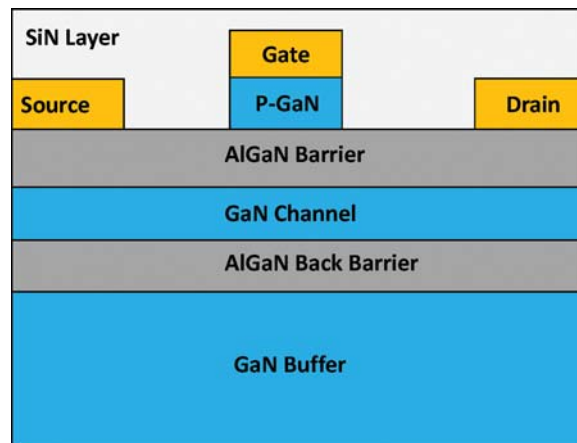 SiN Layer
Gate
Source
P-GaN
Drain
AlGaN Barrier
GaN Channel
AlGaN Back Barrier
GaN Buffer